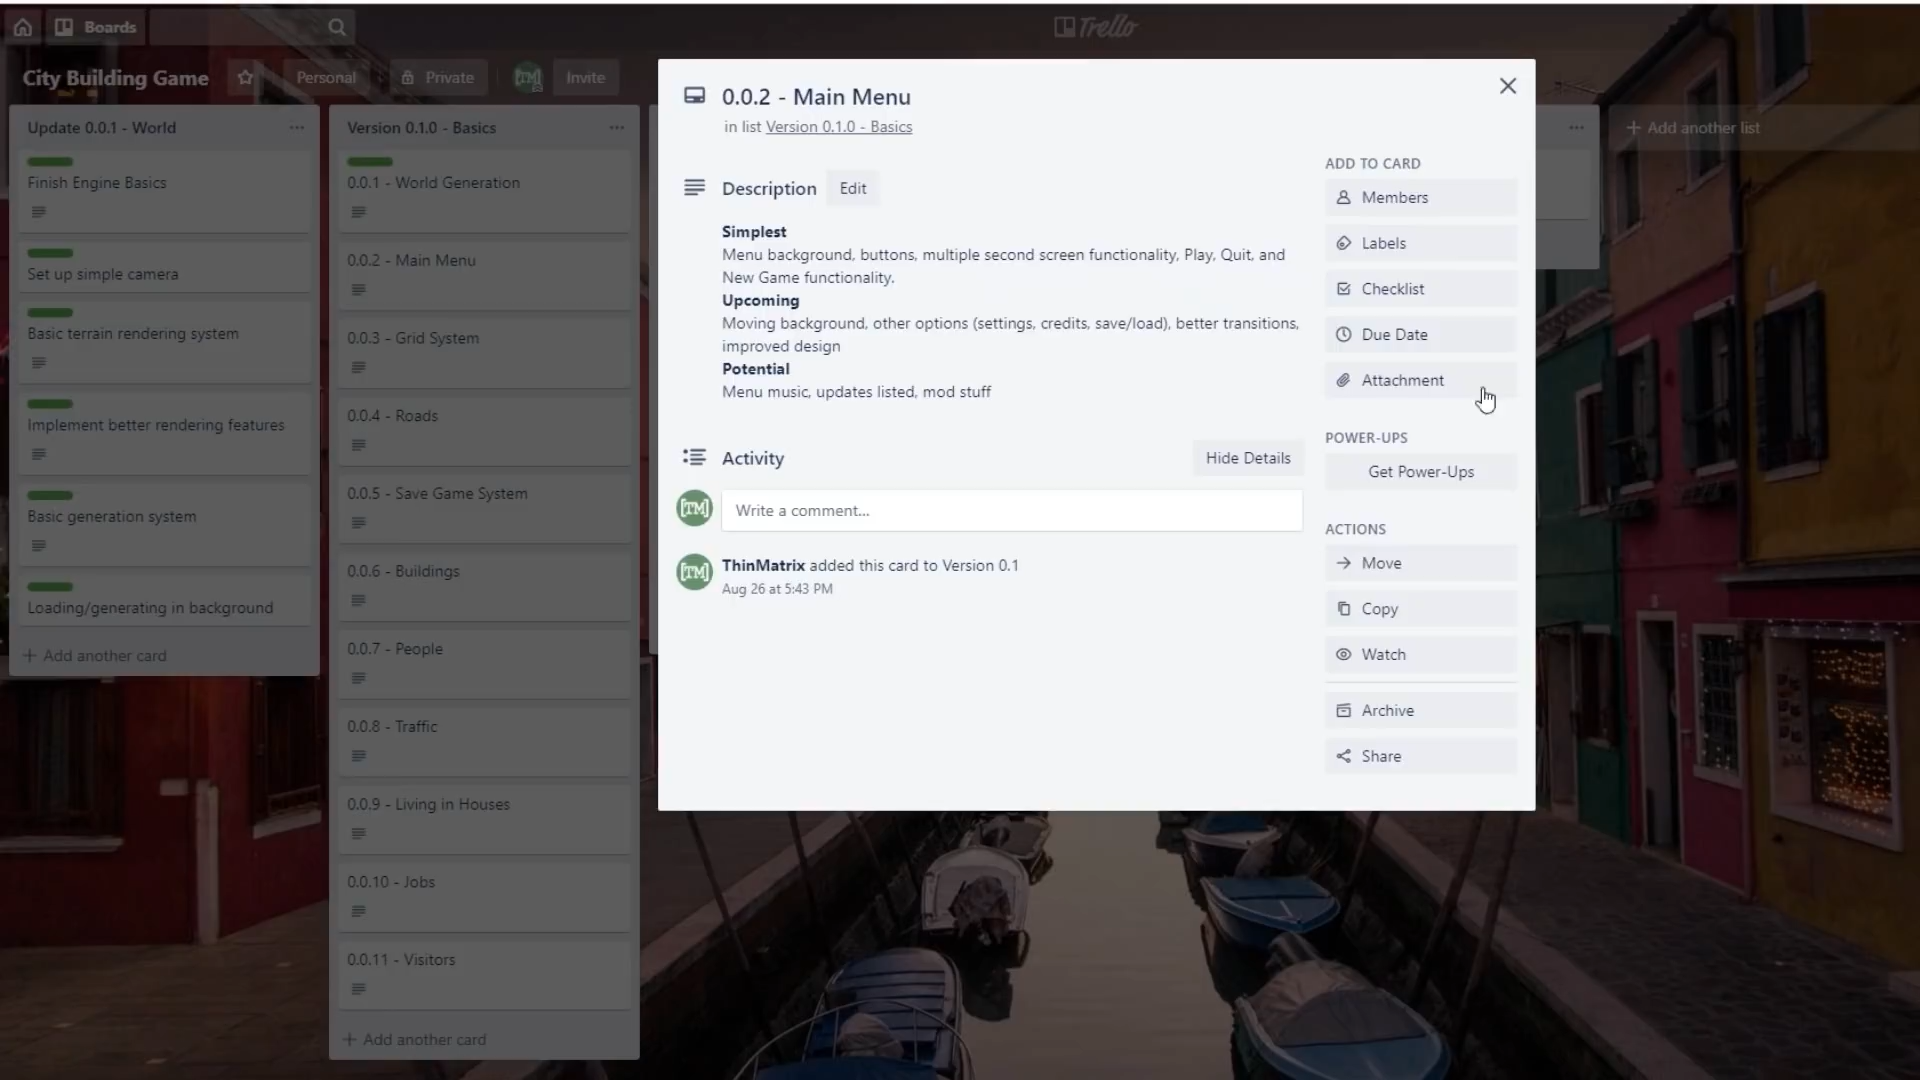 Boards
Trello
City Building Game
Personal
Private
[TM]
Invite
Update 0.0.1 - World
Finish Engine Basics
Set up simple camera
Basic terrain rendering system
Implement better rendering features
Basic generation system
Loading/generating in background
Add another card
Version 0.1.0 - Basics
0.0.1 - World Generation
0.0.2 - Main Menu
0.0.3 - Grid System
0.0.4 - Roads
0.0.5 - Save Game System
0.0.6 - Buildings
0.0.7 - People
0.0.8 - Traffic
0.0.9 - Living in Houses
0.0.10 - Jobs
0.0.11 - Visitors
Add another card
Add another list
0.0.2 - Main Menu
in list Version 0.1.0 - Basics
Description
Edit
Simplest
Menu background, buttons, multiple second screen functionality, Play, Quit, and
New Game functionality.
Upcoming
Moving background, other options (settings, credits, save/load), better transitions,
improved design
Potential
Menu music, updates listed, mod stuff
Activity
Hide Details
[TM]
Write a comment...
[TM]
ThinMatrix added this card to Version 0.1
Aug 26 at 5:43 PM
ADD TO CARD
Members
Labels
Checklist
Due Date
Attachment
POWER-UPS
Get Power-Ups
ACTIONS
Move
Copy
Watch
Archive
Share